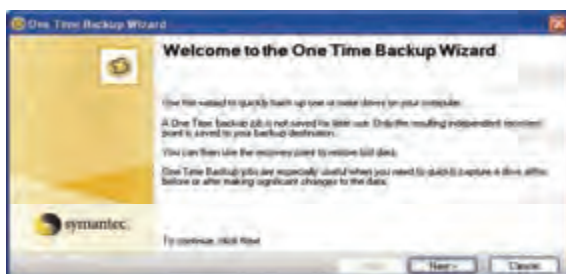 One Time Backup Wizard
Welcome to the One Time Backup Wizard
Use this wizard to quickly back up one or more drives on your computer.
A One Time backup job is not saved for later use. Only the resulting independent recovery
point is saved to your backup destination.
You can then use the recovery point to restore lost data.
One Time Backup jobs are especially useful when you need to quickly capture a drive either
before or after making significant changes to the data.
symantec.
To continue, click Next
Next >
Cancel